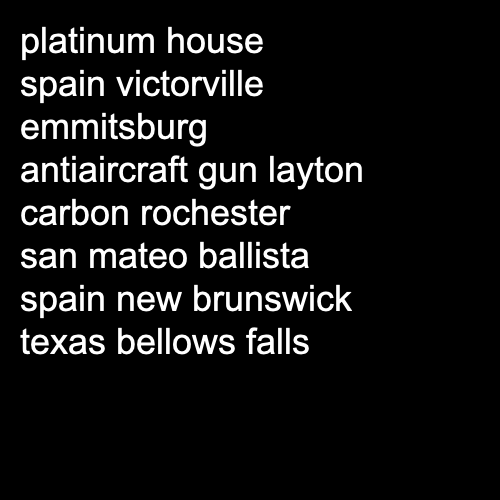 platinum house
spain victorville
emmitsburg
antiaircraft gun layton
carbon rochester
san mateo ballista
spain new brunswick
texas bellows falls